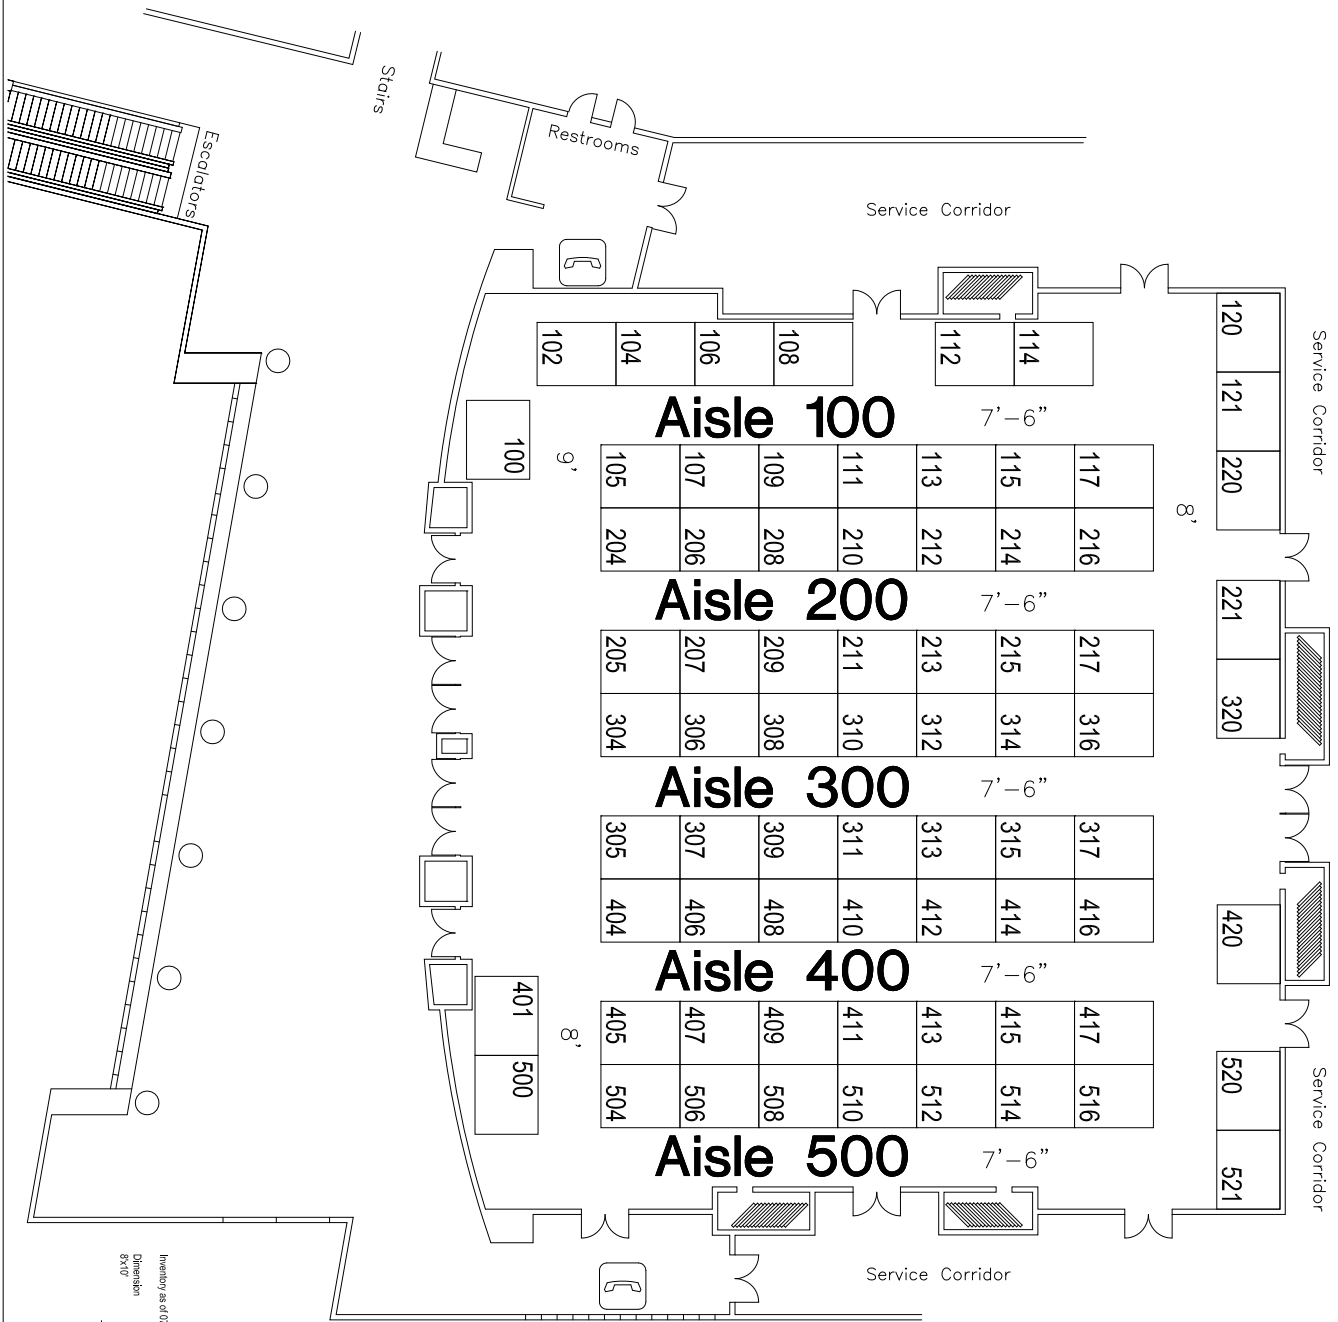 Stairs
Restrooms
Escalators
Service Corridor
Service Corridor
102 104 106 108 112 114 120
121
Aisle 100 7'-6"
100 9' 105 107 109 111 113 115 117 220
8'
204 206 208 210 212 214 216
Aisle 200 7'-6"
221
205 207 209 211 213 215 217
304 306 308 310 312 314 316 320
Aisle 300 7'-6"
305 307 309 311 313 315 317
404 406 408 410 412 414 416 420
Aisle 400 7'-6"
401 8' 405 407 409 411 413 415 417
500 504 506 508 510 512 514 516 520
Aisle 500 7'-6"
521
Service Corridor
Service Corridor
Inventory as of
Dimension
8'x10'